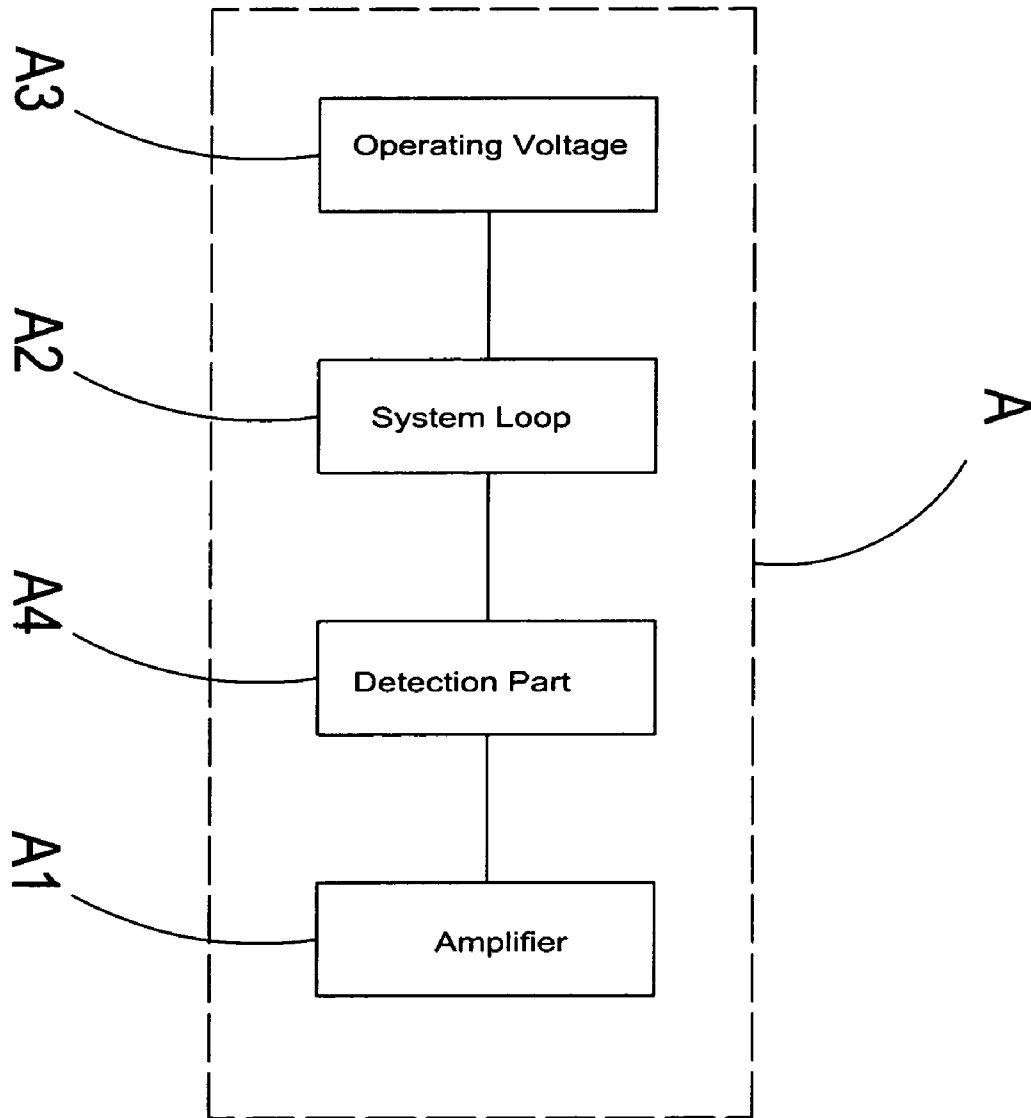 A3
Operating Voltage
A2
System Loop
A
A4
Detection Part
A1
Amplifier